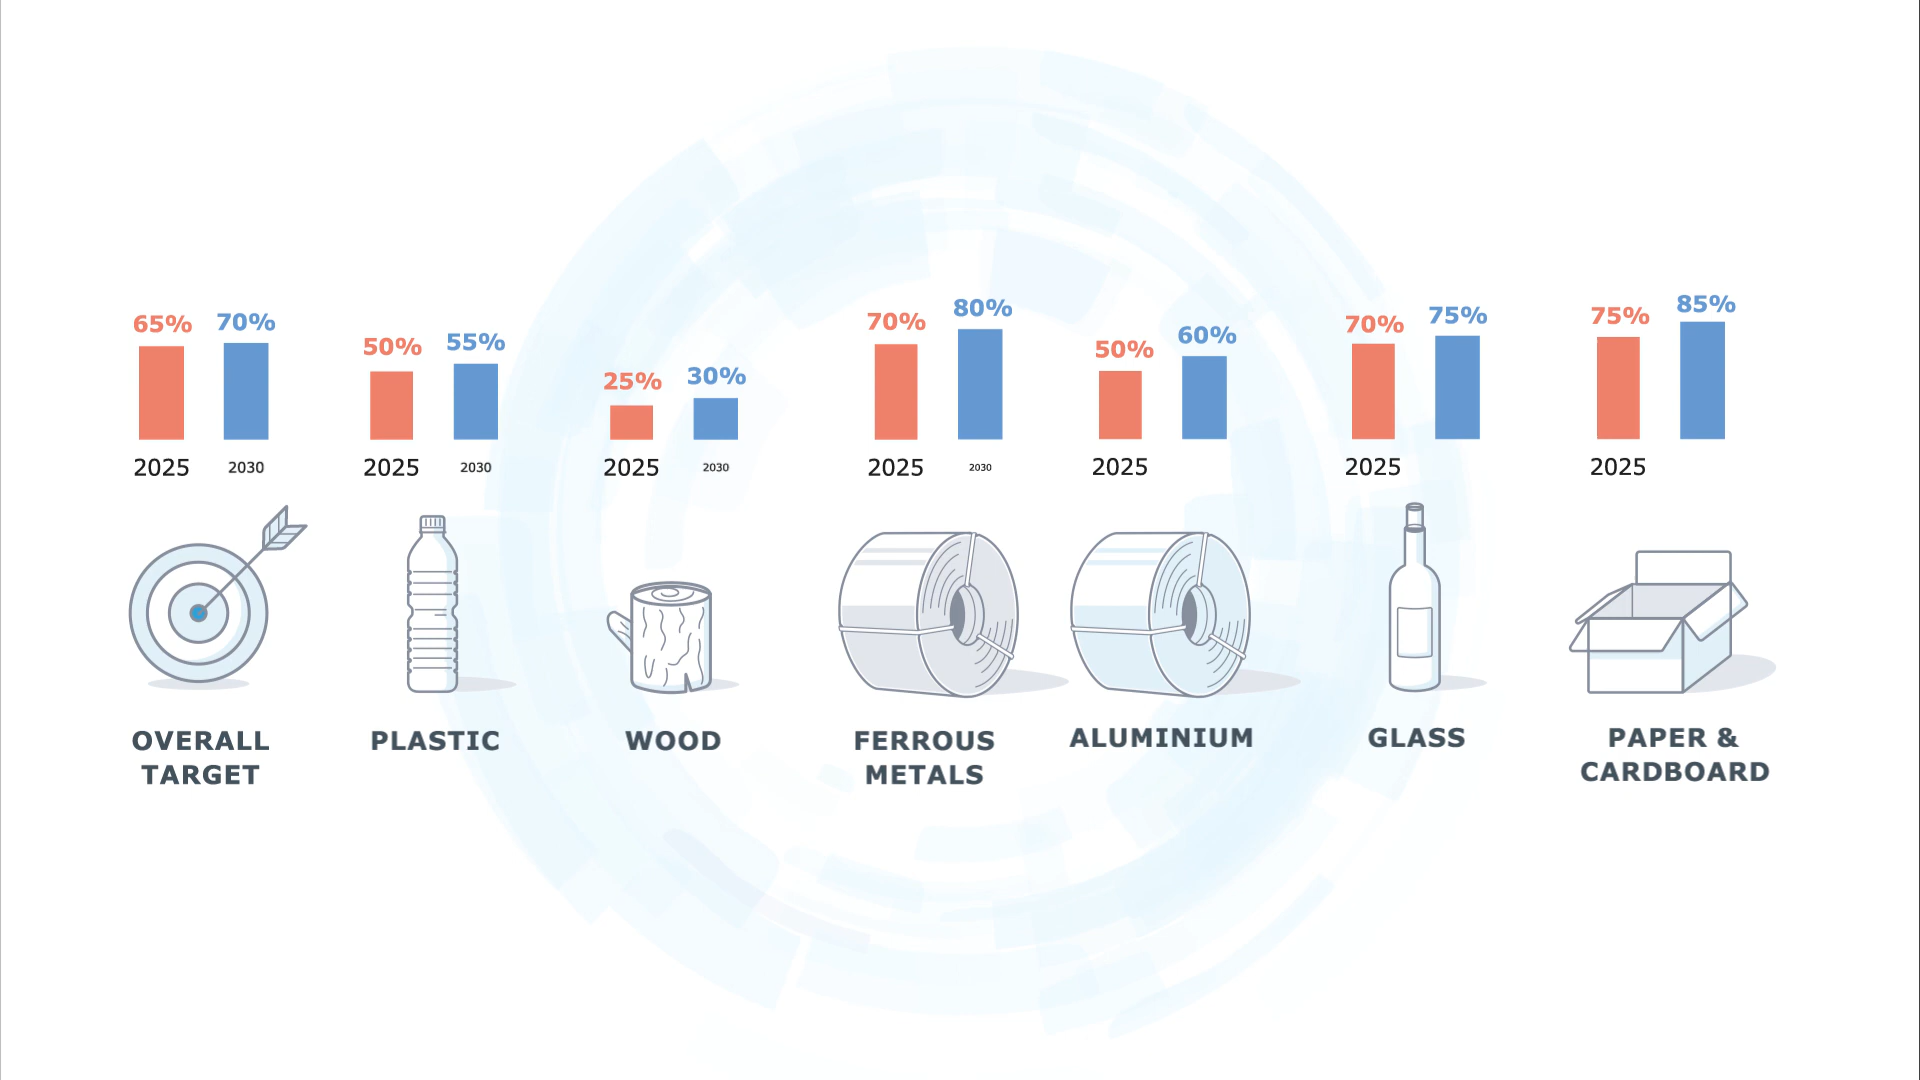 65% 70%
2025 2030
OVERALL
TARGET
50% 55%
2025 2030
PLASTIC
25% 30%
2025 2030
WOOD
70% 80%
2025 2030
FERROUS
METALS
50% 60%
2025
ALUMINIUM
70% 75%
2025
GLASS
75% 85%
2025
PAPER &
CARDBOARD